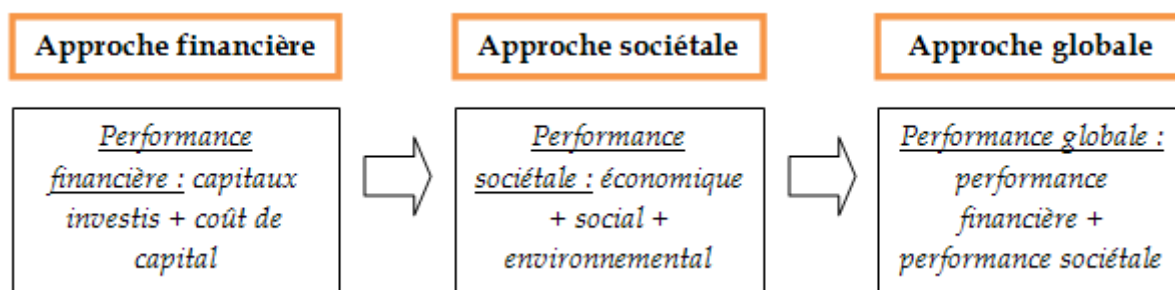 Approche financière
Approche sociétale
Approche globale
Performance
financière : capitaux
investis + coût de
capital
Performance
sociétale : économique
+ social +
environnemental
Performance globale :
performance
financière +
performance sociétale